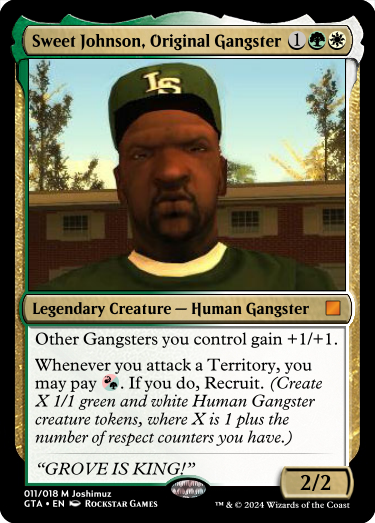 Sweet Johnson, Original Gangster 1
LS
Legendary Creature — Human Gangster
Other Gangsters you control gain +1/+1.
Whenever you attack a Territory, you
may pay . If you do, Recruit. (Create
X 1/1 green and white Human Gangster
creature tokens, where X is 1 plus the
number of respect counters you have.)
“GROVE IS KING!”
2/2
011/018 M Joshimuz
GTA • EN Rockstar Games
™ & © 2024 Wizards of the Coast